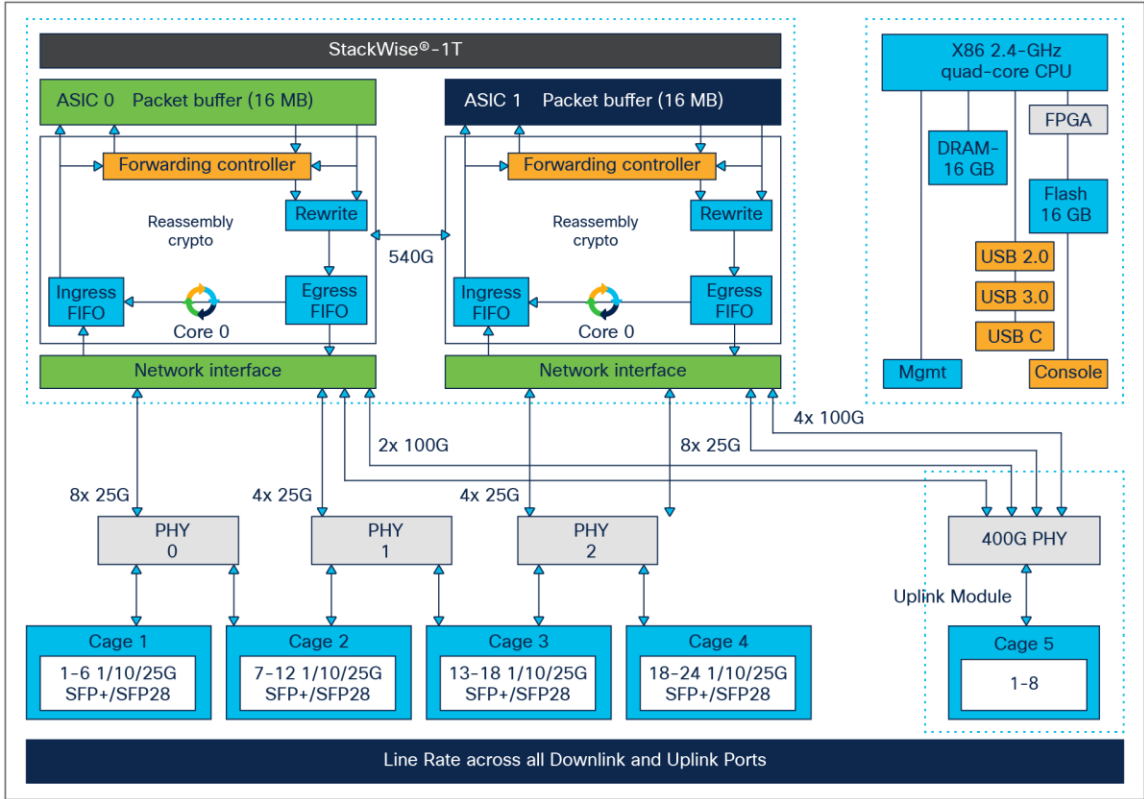 StackWise®-1T
ASIC 0 Packet buffer (16 MB)
Forwarding controller
Rewrite
Reassembly
crypto
Ingress
FIFO
Egress
FIFO
Core 0
Network interface
540G
ASIC 1 Packet buffer (16 MB)
Forwarding controller
Rewrite
Reassembly
crypto
Ingress
FIFO
Egress
FIFO
Core 0
Network interface
X86 2.4-GHz
quad-core CPU
FPGA
DRAM-
16 GB
Flash
16 GB
USB 2.0
USB 3.0
USB C
Mgmt
Console
4x 100G
2x 100G
8x 25G
8x 25G
4x 25G
4x 25G
PHY
0
PHY
1
PHY
2
400G PHY
Uplink Module
Cage 1
1-6 1/10/25G
SFP+/SFP28
Cage 2
7-12 1/10/25G
SFP+/SFP28
Cage 3
13-18 1/10/25G
SFP+/SFP28
Cage 4
18-24 1/10/25G
SFP+/SFP28
Cage 5
1-8
Line Rate across all Downlink and Uplink Ports